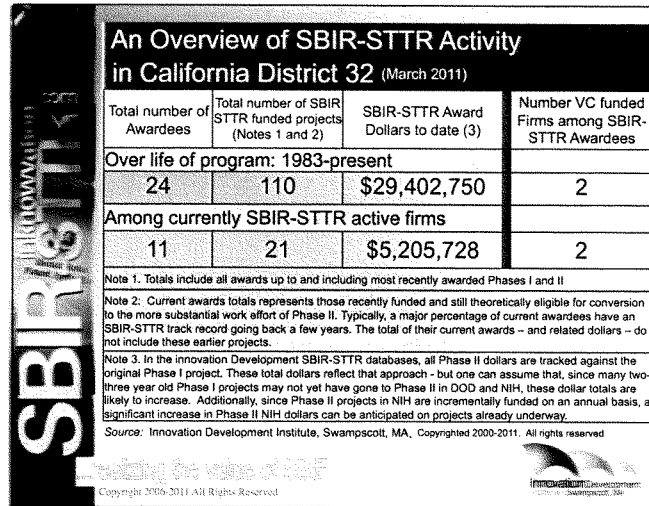 An Overview of SBIR-STTR Activity
in California District 32 (March 2011)
Total number of
Awardees
Total number of SBIR
STTR funded projects
(Notes 1 and 2)
SBIR-STTR Award
Dollars to date (3)
Number VC funded
Firms among SBIR-
STTR Awardees
Over life of program: 1983-present
24 110 $29,402,750 2
Among currently SBIR-STTR active firms
11 21 $5,205,728 2
Note 1. Totals include all awards up to and including most recently awarded Phases I and II
Note 2: Current awards totals represents those recently funded and still theoretically eligible for conversion
to the more substantial work effort of Phase II. Typically, a major percentage of current awardees have an
SBIR-STTR track record going back a few years. The total of their current awards – and related dollars – do
not include these earlier projects.
Note 3. In the innovation Development SBIR-STTR databases, all Phase II dollars are tracked against the
original Phase I project. These total dollars reflect that approach - but one can assume that, since many two-
three year old Phase I projects may not yet have gone to Phase II in DOD and NIH, these dollar totals are
likely to increase. Additionally, since Phase II projects in NIH are incrementally funded on an annual basis, a
significant increase in Phase II NIH dollars can be anticipated on projects already underway.
Source: Innovation Development Institute, Swampscott, MA, Copyrighted 2000-2011. All rights reserved
SBIR
realizing the value of SBIR
Copyright 2006-2011 All Rights Reserved
innovation Development
Swampscott, MA